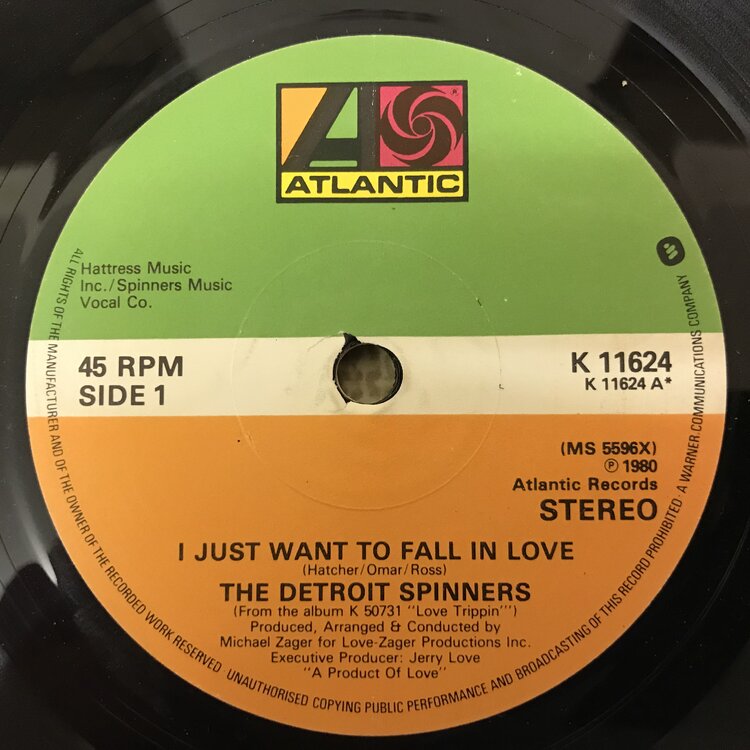 ATLANTIC
®
Hattress Music
Inc./Spinners Music
Vocal Co.
45 RPM
SIDE 1
K 11624
K 11624 A*
(MS 5596X)
℗ 1980
Atlantic Records
STEREO
I JUST WANT TO FALL IN LOVE
(Hatcher/Omar/Ross)
THE DETROIT SPINNERS
(From the album K 50731 "Love Trippin'")
Produced, Arranged & Conducted by
Michael Zager for Love-Zager Productions Inc.
Executive Producer: Jerry Love
"A Product Of Love"
ALL RIGHTS OF THE MANUFACTURER AND OF THE OWNER OF THE RECORDED WORK RESERVED · UNAUTHORISED COPYING PUBLIC PERFORMANCE AND BROADCASTING OF THIS RECORD PROHIBITED · A WARNER COMMUNICATIONS COMPANY